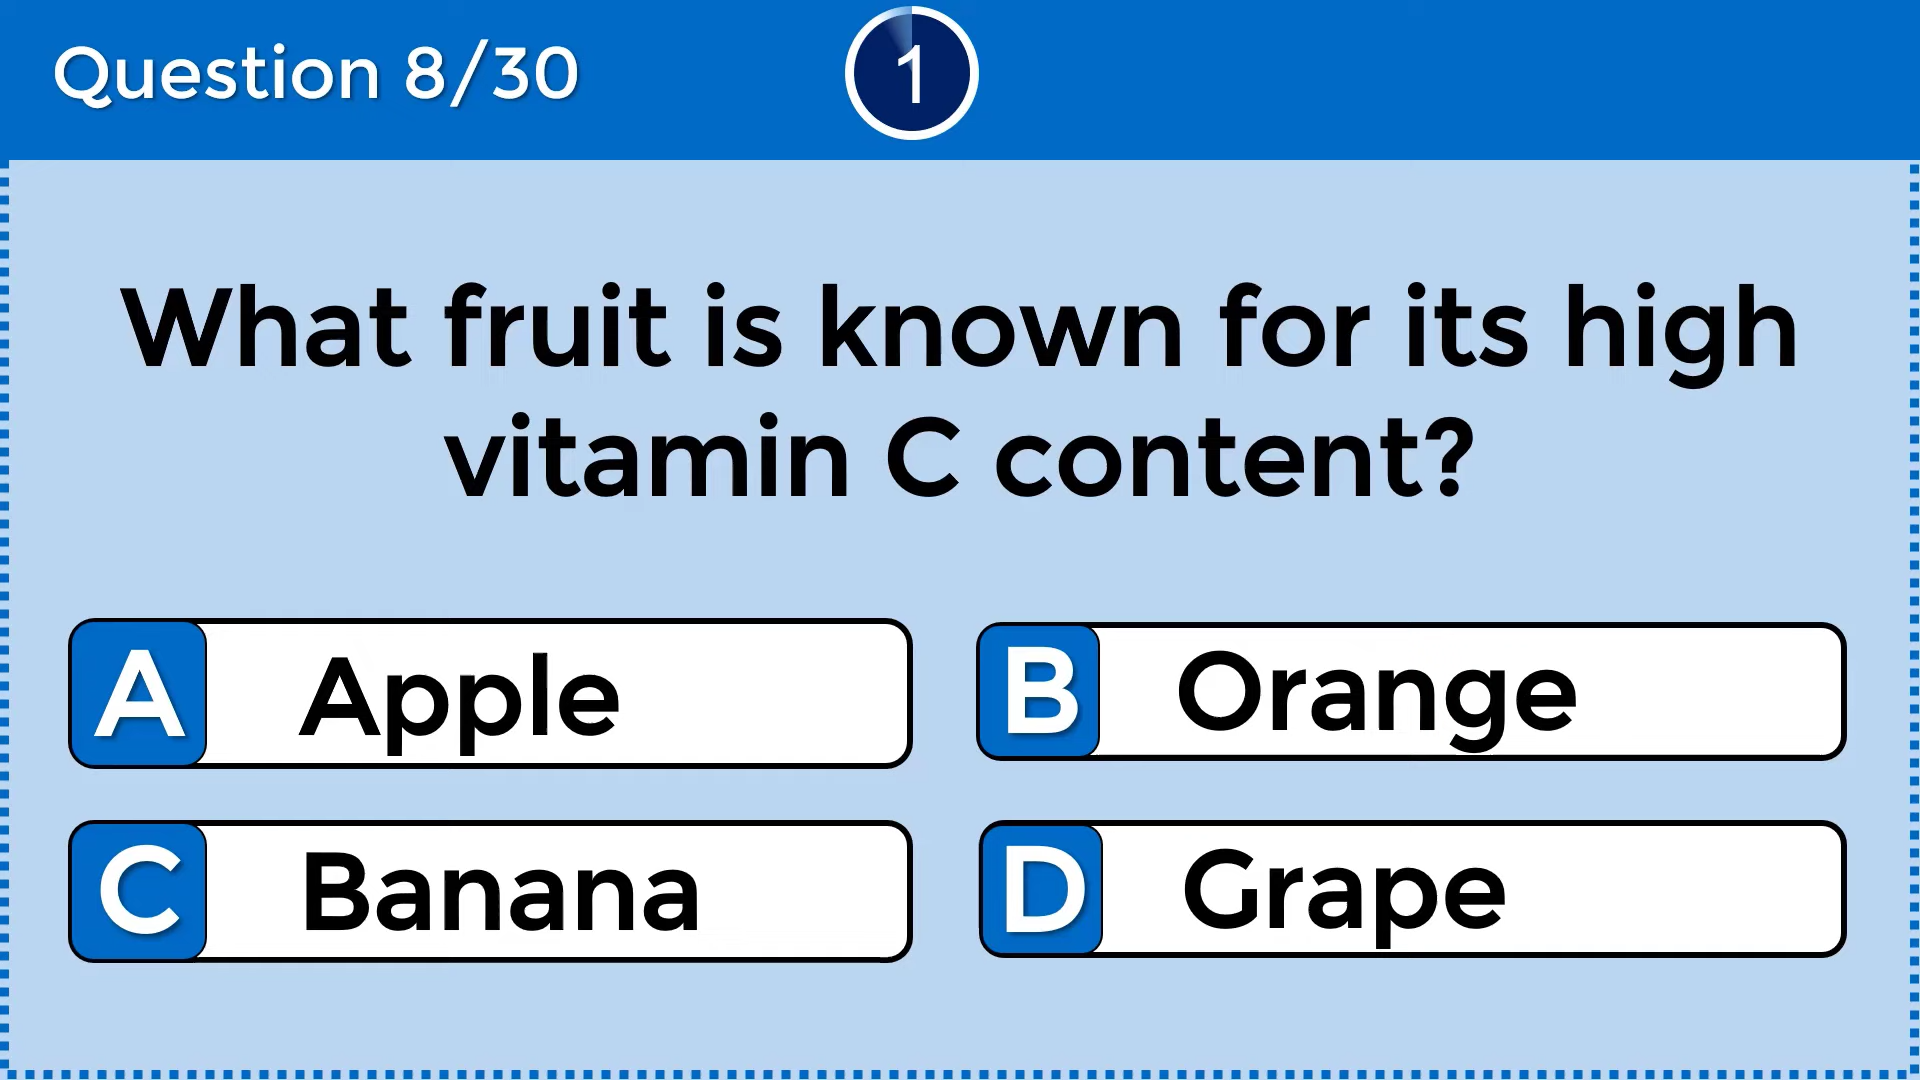 Question 8/30
1
What fruit is known for its high
vitamin C content?
A Apple
B Orange
C Banana
D Grape